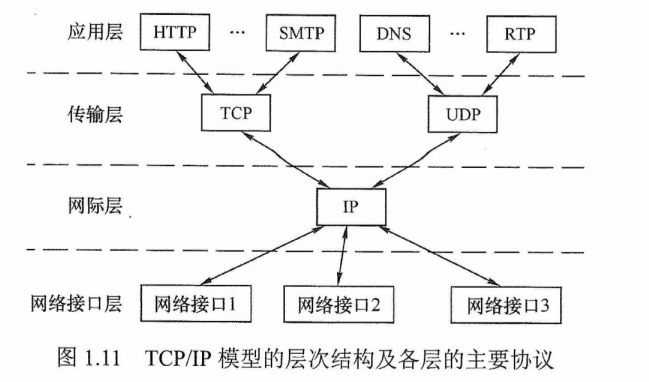 应用层 HTTP … SMTP DNS … RTP
传输层 TCP UDP
网际层 IP
网络接口层 网络接口1 网络接口2 网络接口3
图 1.11 TCP/IP 模型的层次结构及各层的主要协议